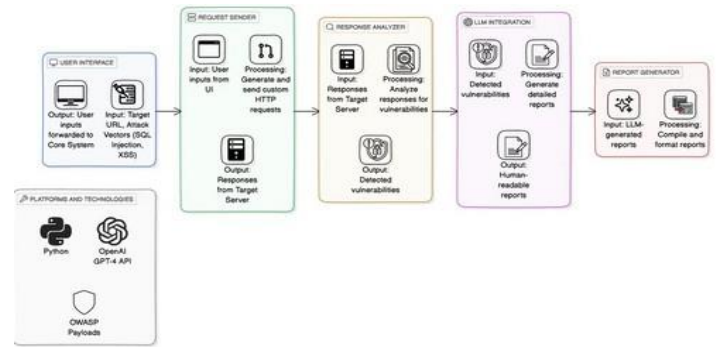 USER INTERFACE
Output: User
inputs
forwarded to
Core System
Input: Target
URL, Attack
Vectors (SQL
Injection,
XSS)
REQUEST SENDER
Input: User
inputs from
UI
Processing:
Generate and
send custom
HTTP
requests
Output:
Responses
from Target
Server
RESPONSE ANALYZER
Input:
Responses
from Target
Server
Processing:
Analyze
responses for
vulnerabilities
Output:
Detected
vulnerabilities
LLM INTEGRATION
Input:
Detected
vulnerabilities
Processing:
Generate
detailed
reports
Output:
Human-
readable
reports
REPORT GENERATOR
Input: LLM-
generated
reports
Processing:
Compile and
format reports
PLATFORMS AND TECHNOLOGIES
Python
OpenAI
GPT-4 API
OWASP
Payloads